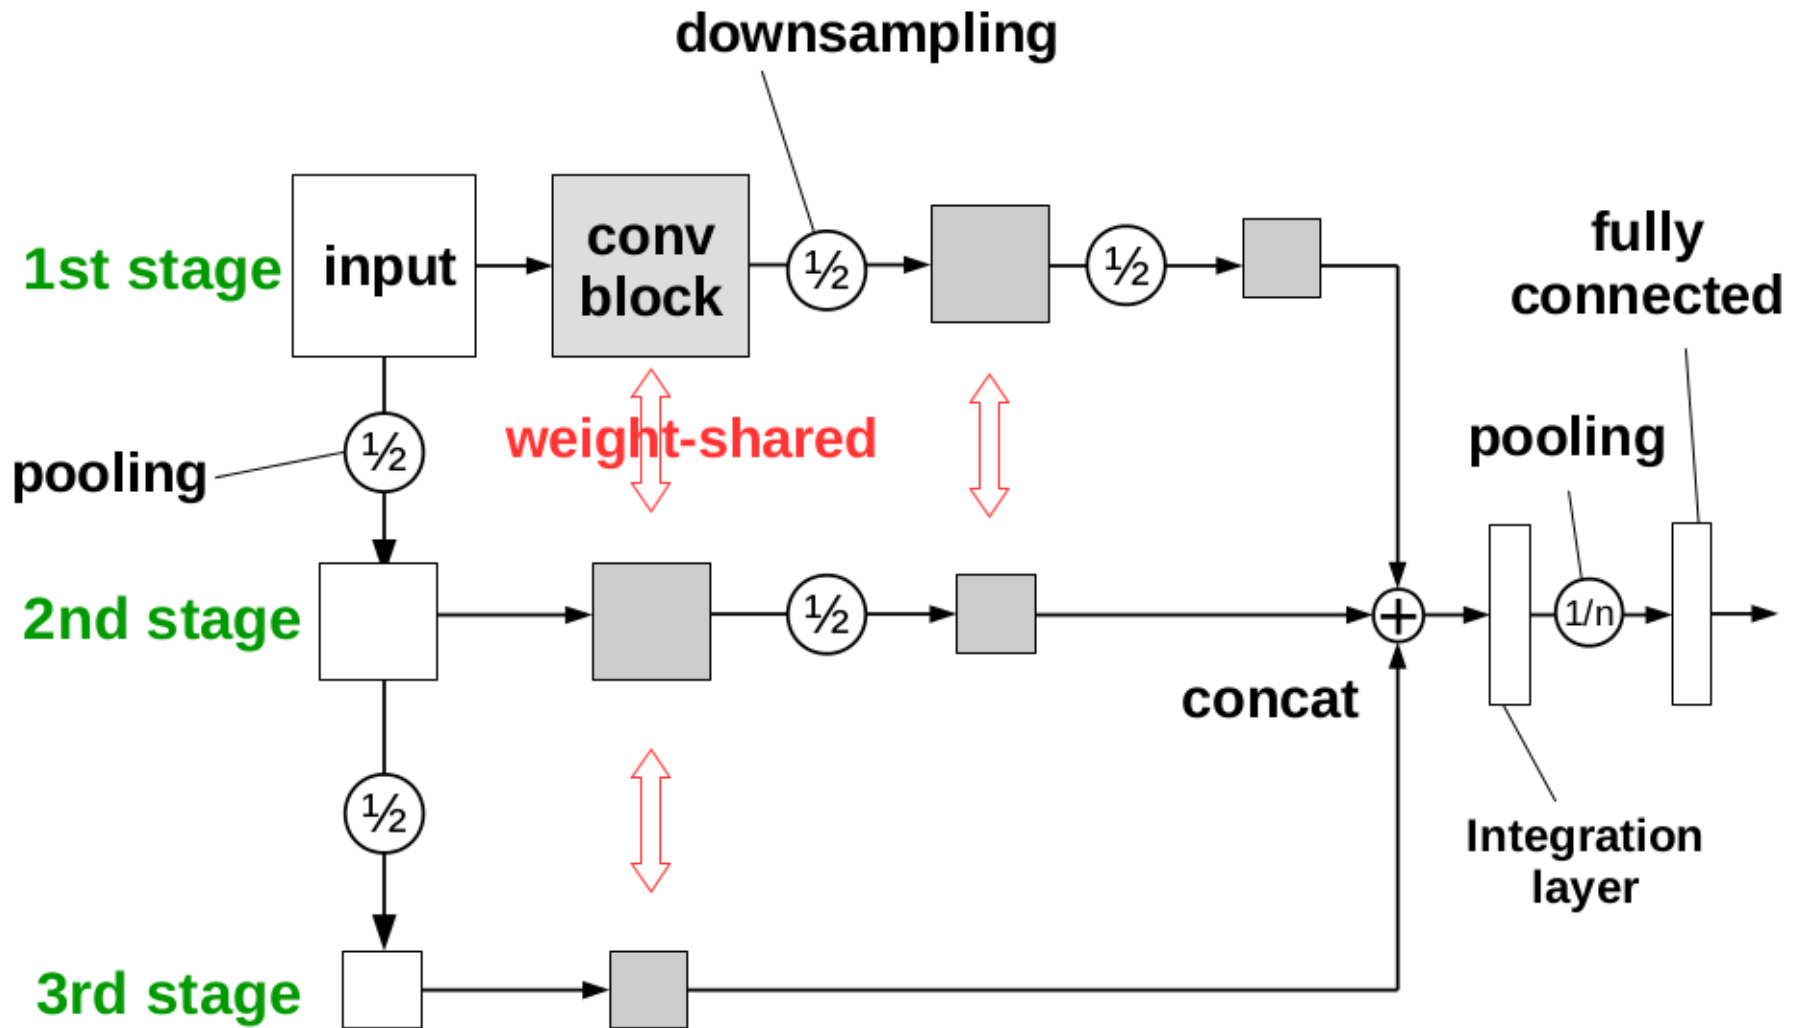 downsampling
1st stage
input
conv
block
½
½
fully
connected
pooling
½
weight-shared
pooling
2nd stage
½
+
1/n
concat
½
Integration
layer
3rd stage